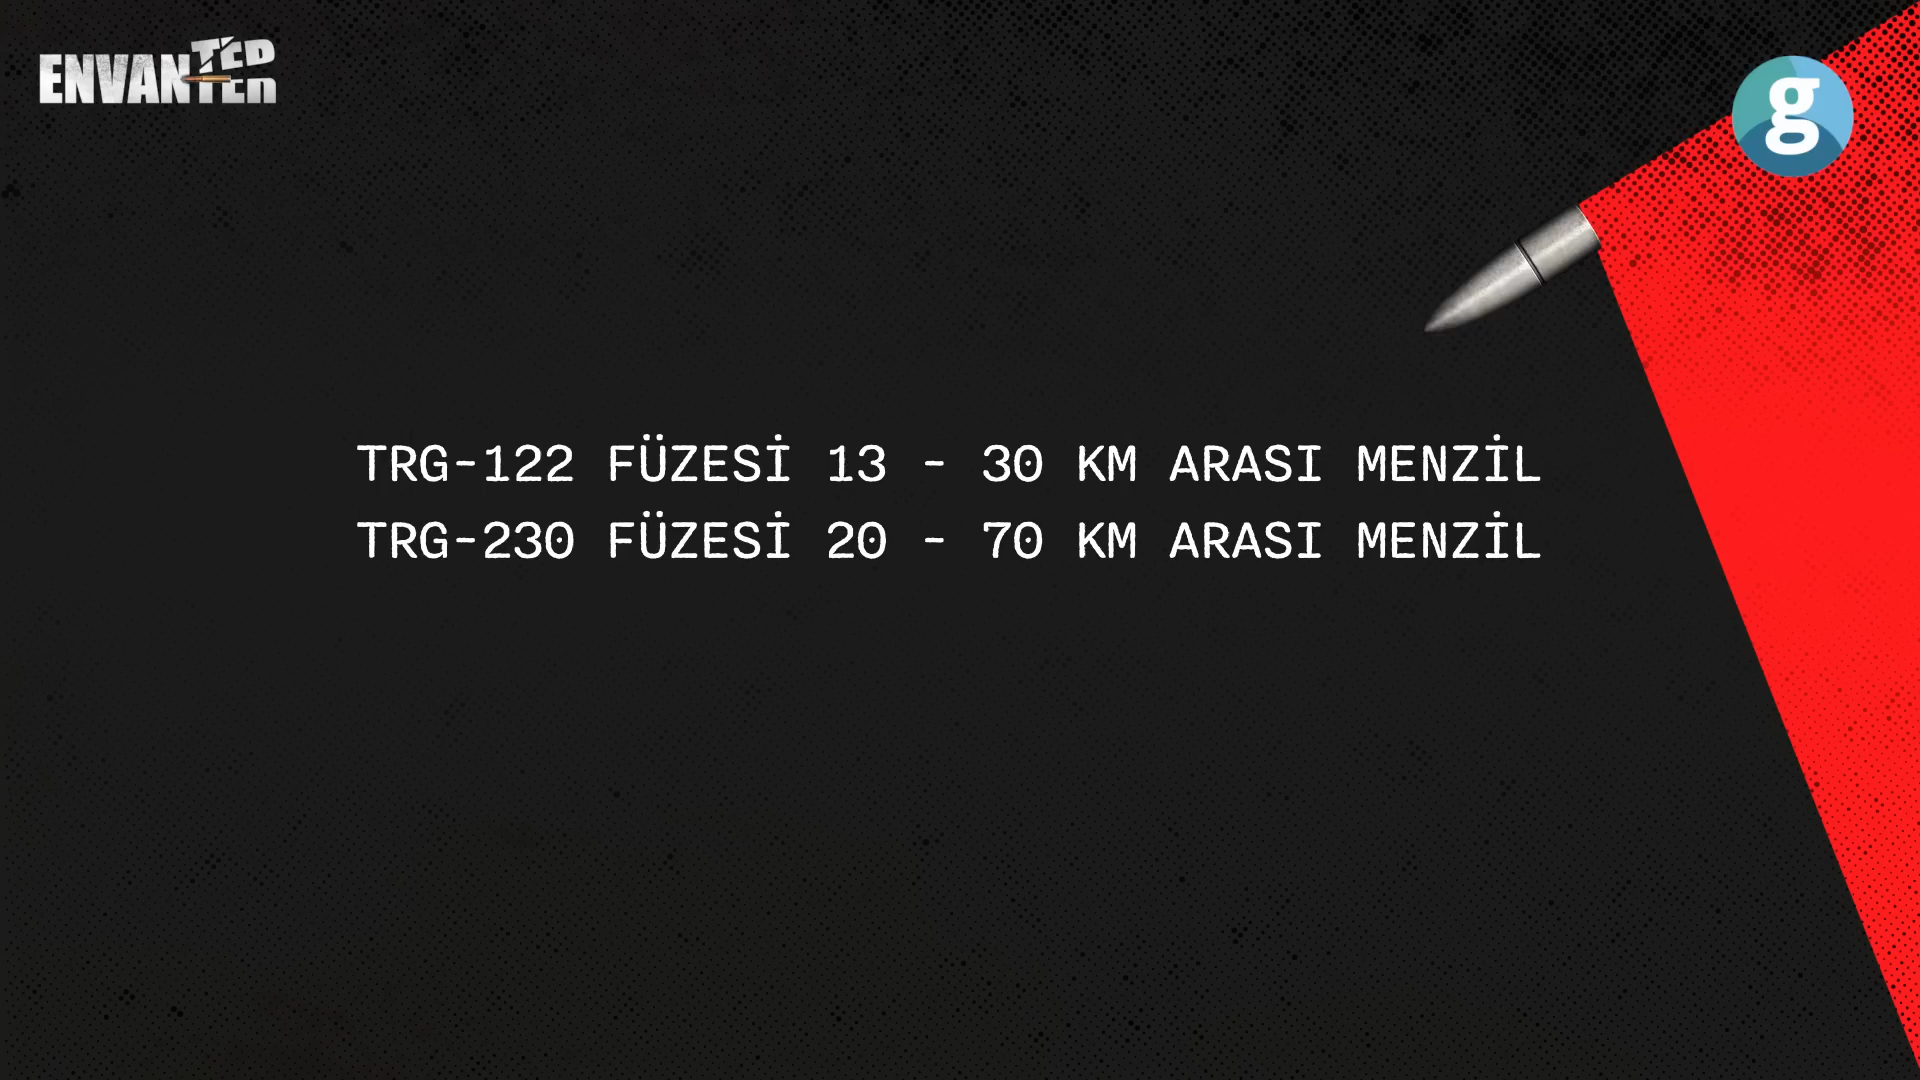 ENVANTER
g
TRG-122 FÜZESİ 13 - 30 KM ARASI MENZİL
TRG-230 FÜZESİ 20 - 70 KM ARASI MENZİL